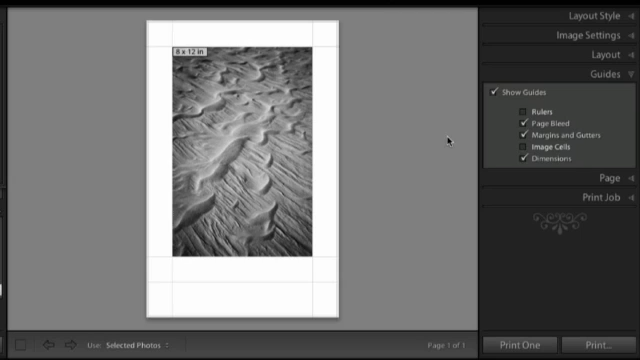 Layout Style
Image Settings
Layout
Guides
Show Guides
Rulers
Page Bleed
Margins and Gutters
Image Cells
Dimensions
Page
Print Job
8 x 12 in
Use: Selected Photos
Page 1 of 1
Print One
Print...